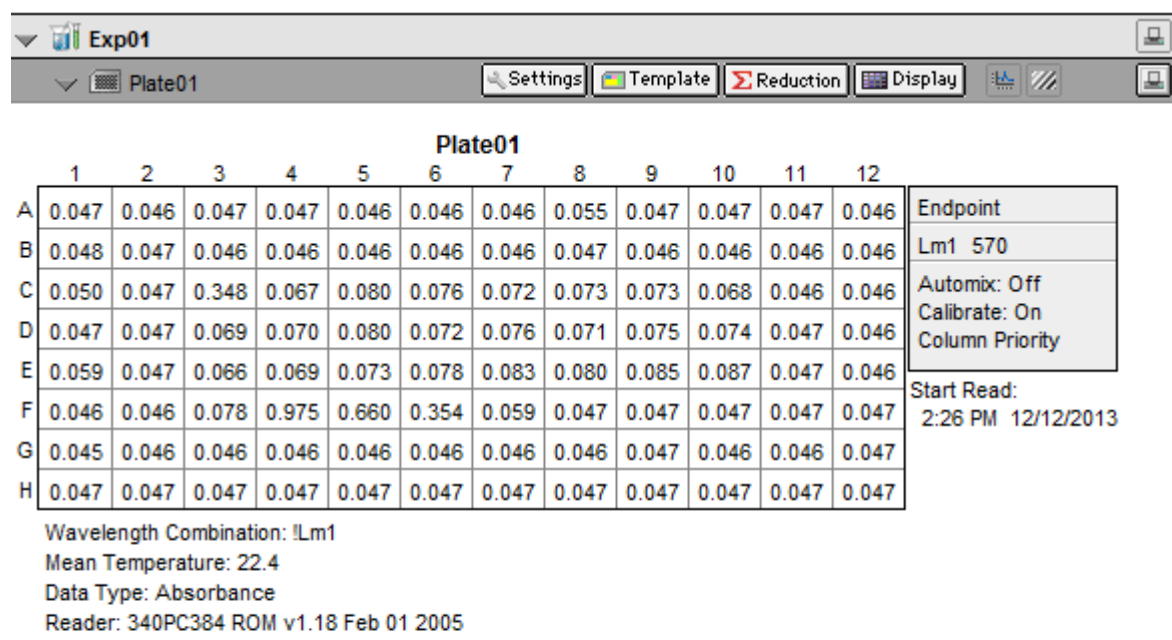 Exp01
Plate01 Settings Template Reduction Display
Plate01
1 2 3 4 5 6 7 8 9 10 11 12
A 0.047 0.046 0.047 0.047 0.046 0.046 0.046 0.055 0.047 0.047 0.047 0.046
B 0.048 0.047 0.046 0.046 0.046 0.046 0.046 0.047 0.046 0.046 0.046 0.046
C 0.050 0.047 0.348 0.067 0.080 0.076 0.072 0.073 0.073 0.068 0.046 0.046
D 0.047 0.047 0.069 0.070 0.080 0.072 0.076 0.071 0.075 0.074 0.047 0.046
E 0.059 0.047 0.066 0.069 0.073 0.078 0.083 0.080 0.085 0.087 0.047 0.046
F 0.046 0.046 0.078 0.975 0.660 0.354 0.059 0.047 0.047 0.047 0.047 0.047
G 0.045 0.046 0.046 0.046 0.046 0.046 0.046 0.046 0.047 0.046 0.046 0.047
H 0.047 0.047 0.047 0.047 0.047 0.047 0.047 0.047 0.047 0.047 0.047 0.047
Endpoint
Lm1 570
Automix: Off
Calibrate: On
Column Priority
Start Read:
2:26 PM 12/12/2013
Wavelength Combination: !Lm1
Mean Temperature: 22.4
Data Type: Absorbance
Reader: 340PC384 ROM v1.18 Feb 01 2005